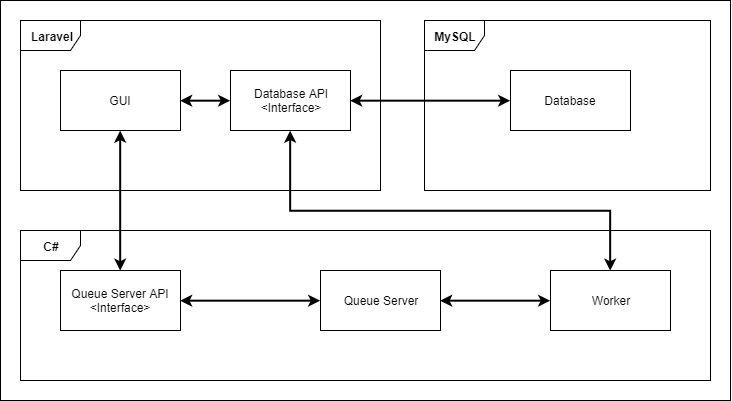 Laravel
MySQL
GUI
Database API
<Interface>
Database
C#
Queue Server API
<Interface>
Queue Server
Worker